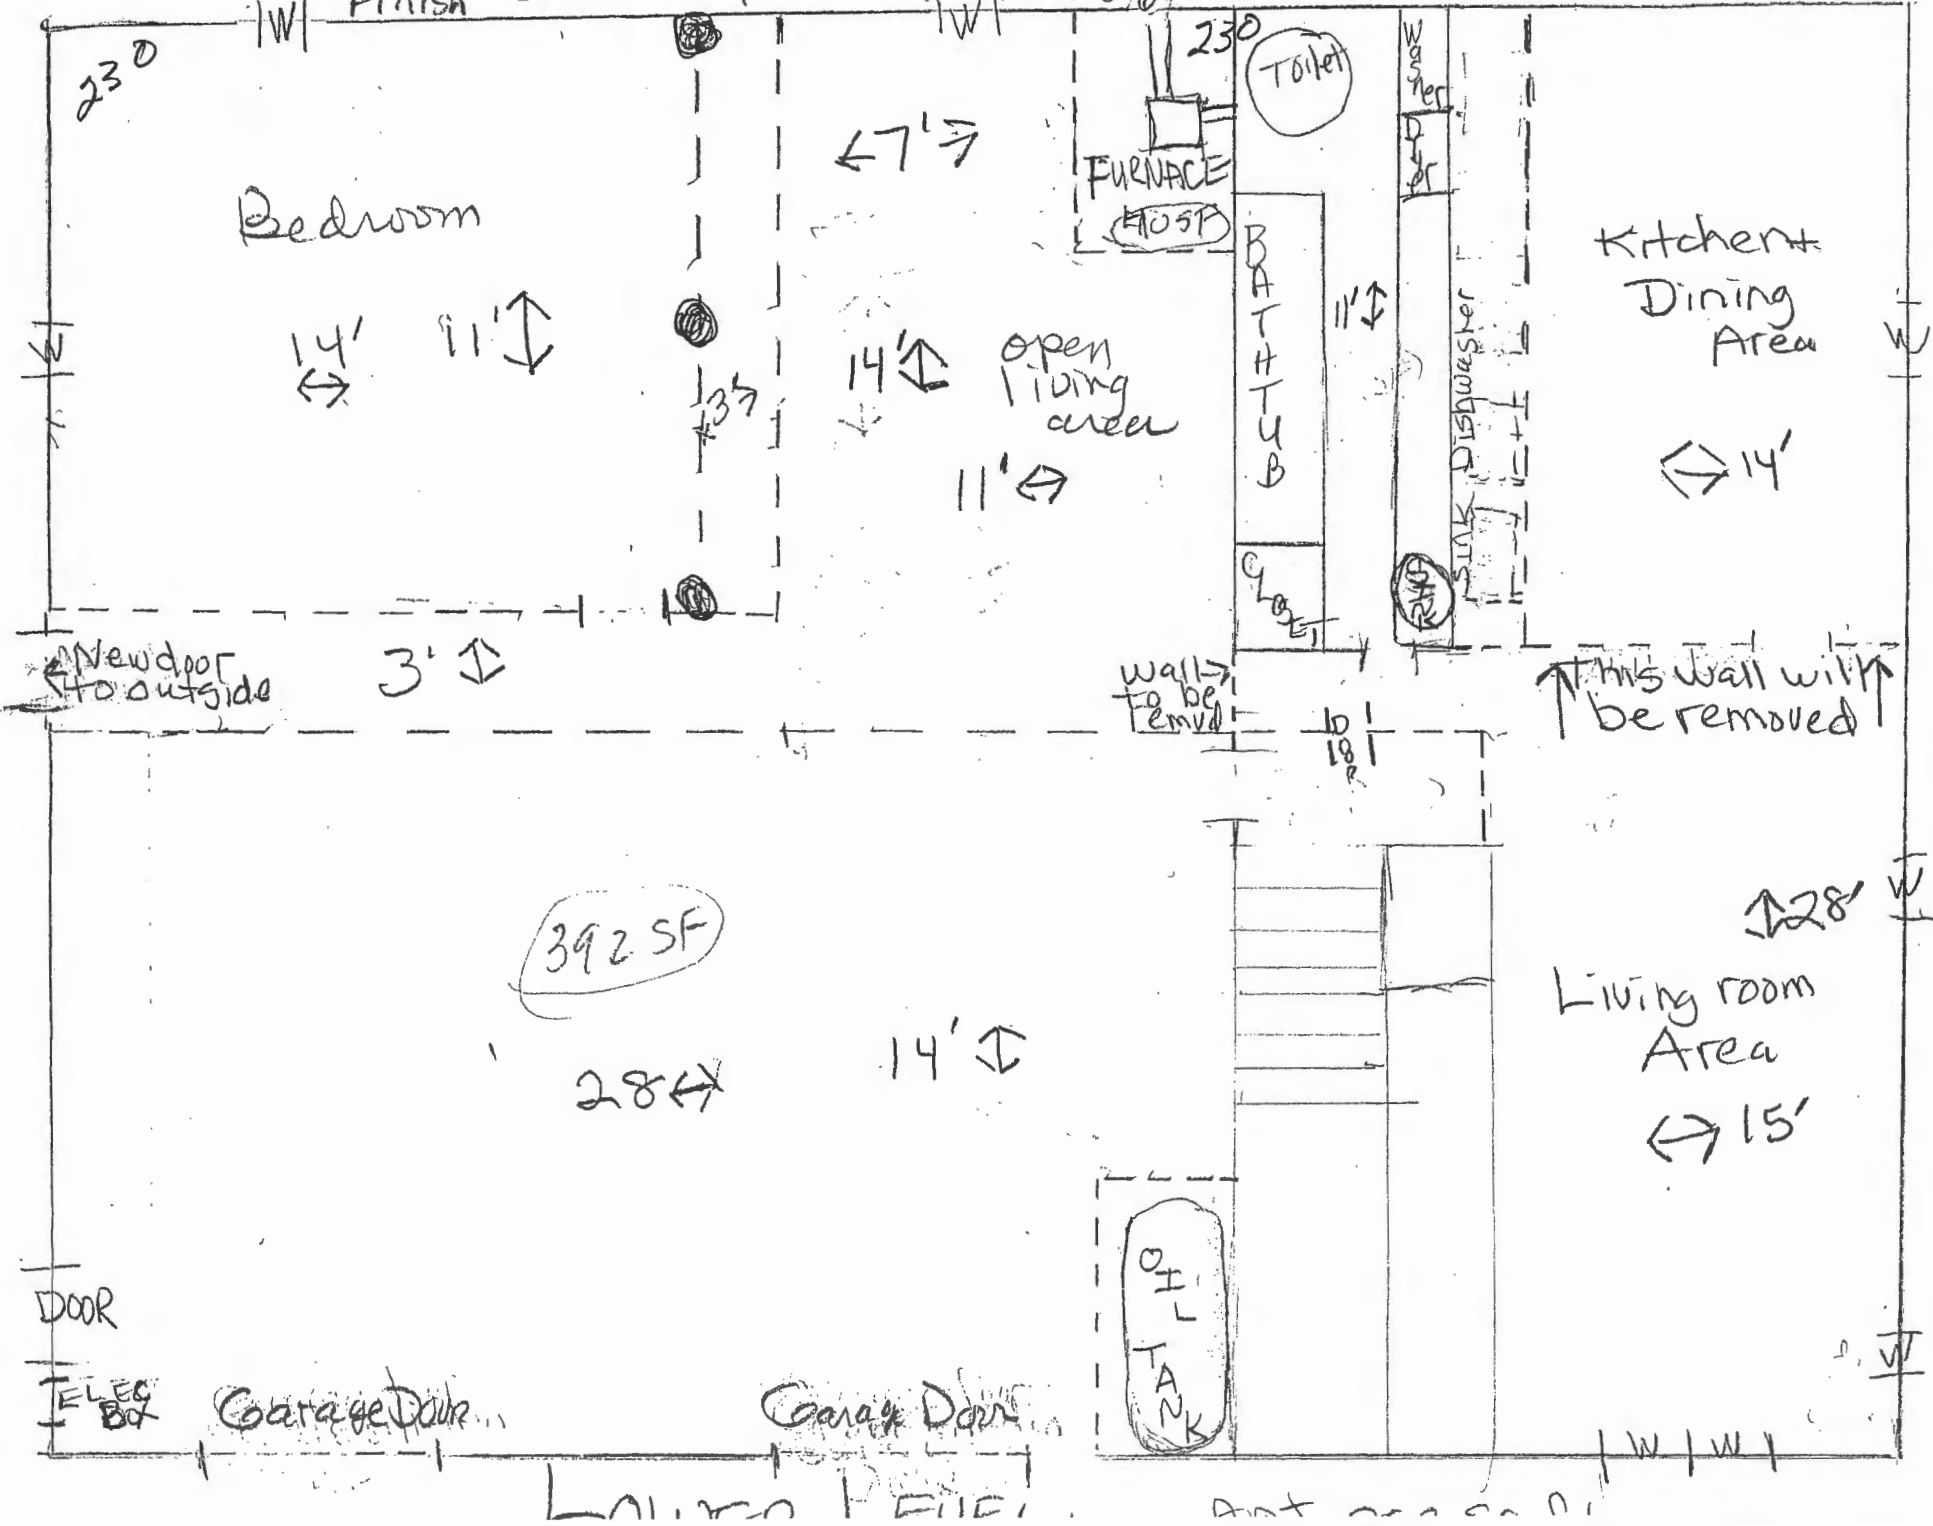 Finish
W
W
23⁰
23⁰
Toilet
Washer
Dryer
←7'→
FURNACE
Bedroom
BATHTUB
Kitchen+
Dining
Area
14'
11'
3'
14'
open
living
area
11'
11'
Sink Dishwasher
14'
W
W
CLOSET
New door
to outside
3'
wall→
to be
This wall will
be removed
392 SF
28'
W
Living room
Area
28
14'
15'
OIL
TANK
DOOR
ELEC
BOX
Garage Door
Garage Door
W
W W